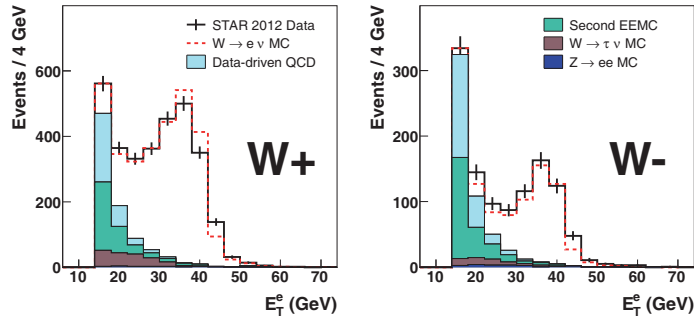 Events / 4 GeV
600
400
200
0
STAR 2012 Data
W → e ν MC
Data-driven QCD
W+
10 20 30 40 50 60 70
E_T^e (GeV)
Events / 4 GeV
300
200
100
0
Second EEMC
W → τ ν MC
Z → ee MC
W-
10 20 30 40 50 60 70
E_T^e (GeV)